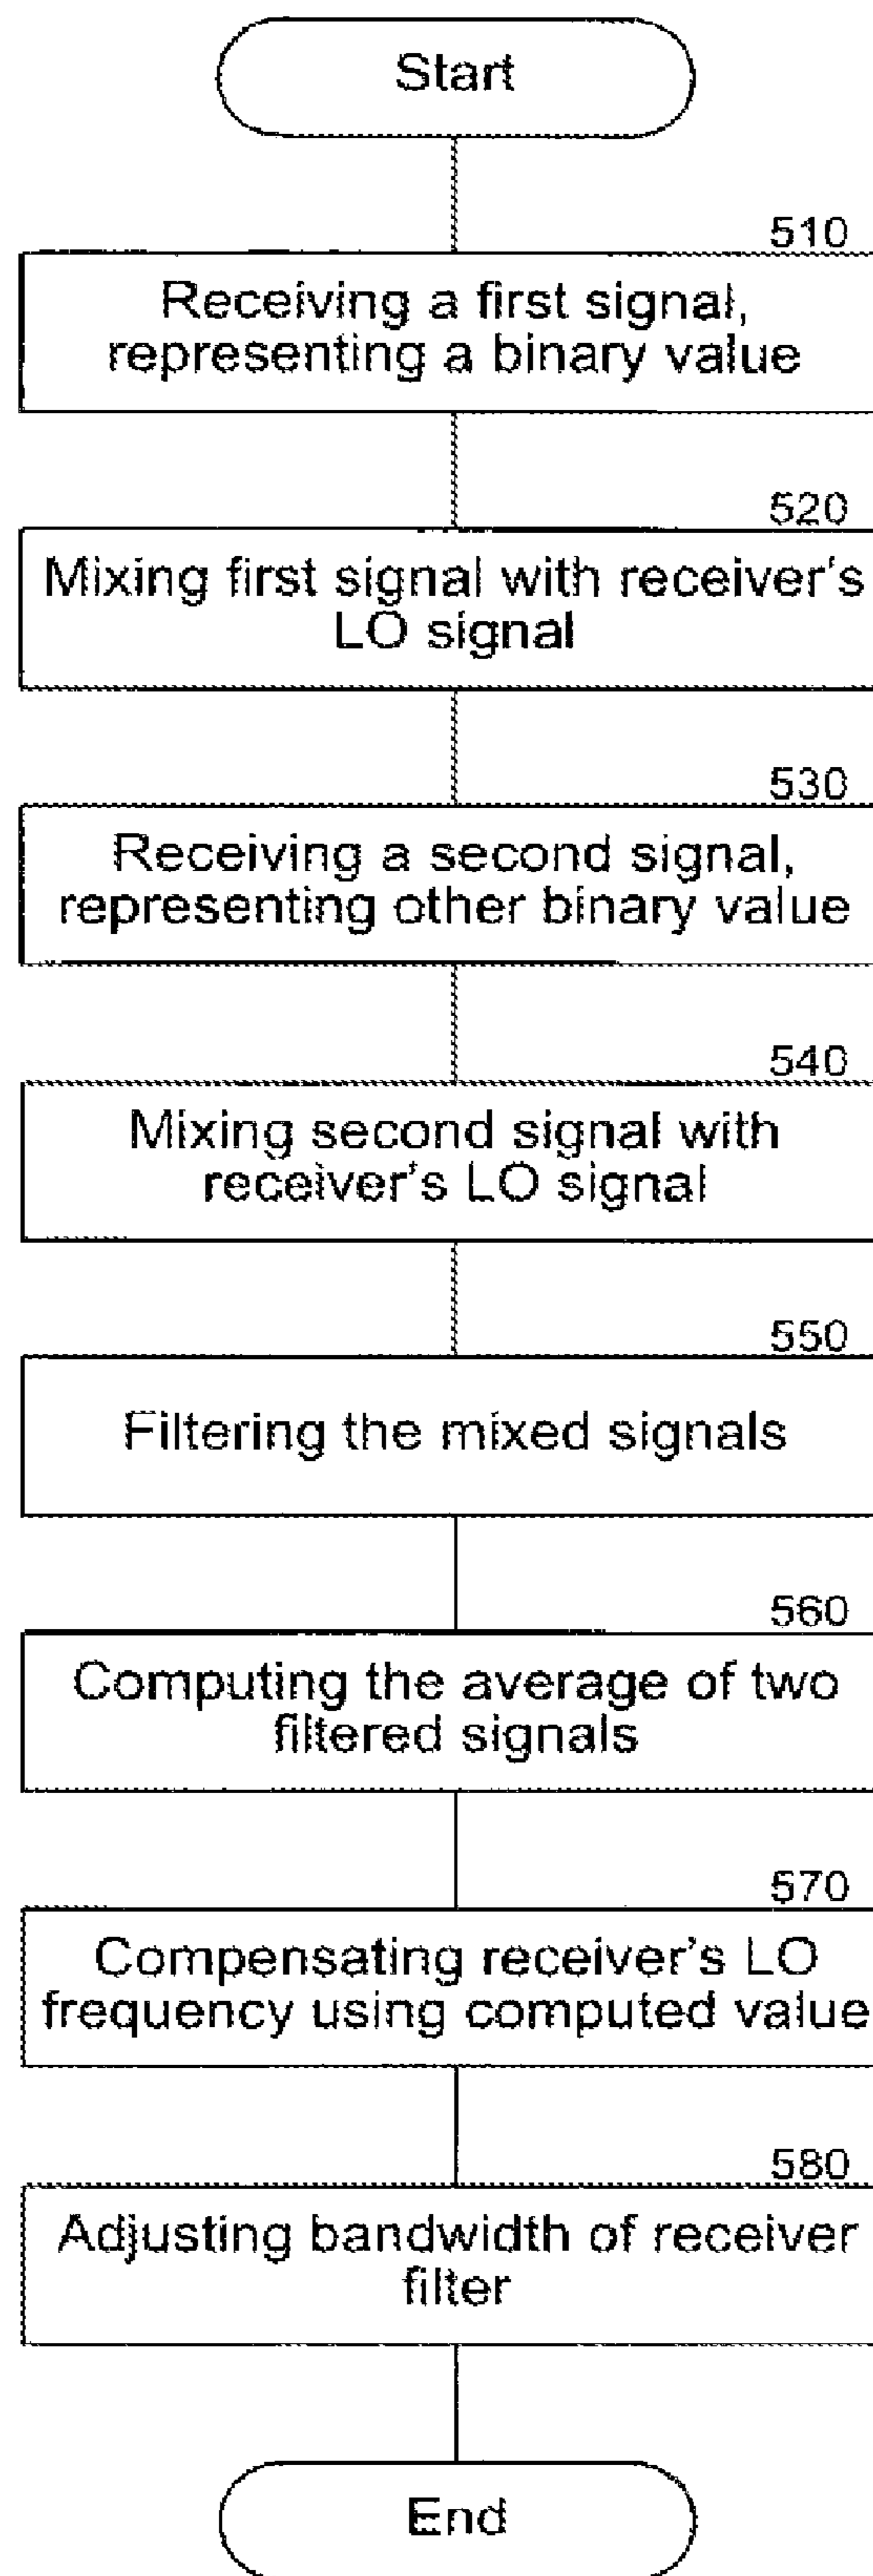 Start
510
Receiving a first signal,
representing a binary value
520
Mixing first signal with receiver's
LO signal
530
Receiving a second signal,
representing other binary value
540
Mixing second signal with
receiver's LO signal
550
Filtering the mixed signals
560
Computing the average of two
filtered signals
570
Compensating receiver's LO
frequency using computed value
580
Adjusting bandwidth of receiver
filter
End